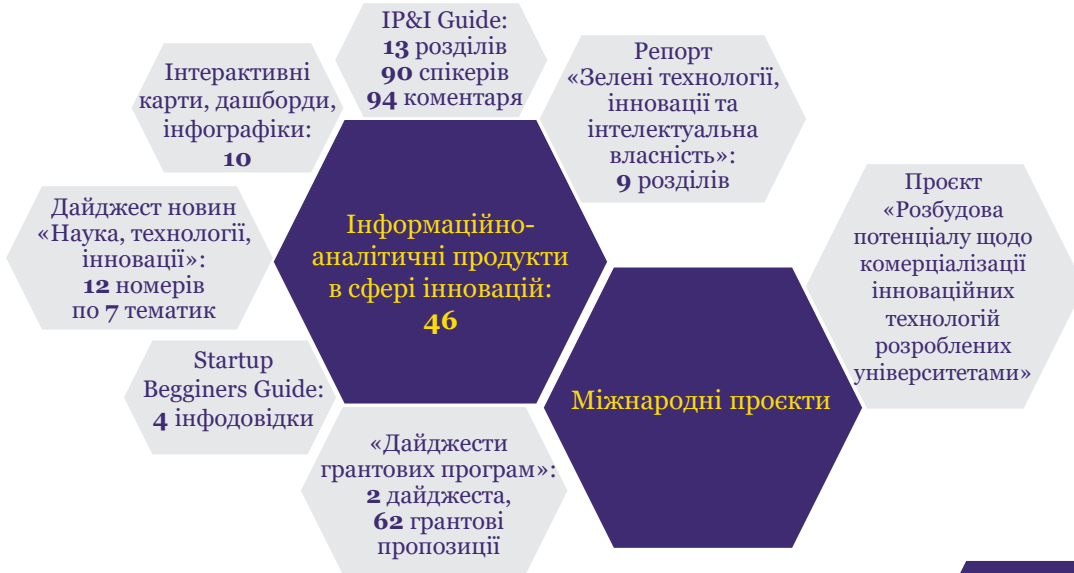 IP&I Guide:
13 розділів
90 спікерів
94 коментаря
Репорт
«Зелені технології,
інновації та
інтелектуальна
власність»:
9 розділів
Інтерактивні
карти, дашборди,
інфографіки:
10
Дайджест новин
«Наука, технології,
інновації»:
12 номерів
по 7 тематик
Інформаційно-
аналітичні продукти
в сфері інновацій:
46
Проєкт
«Розбудова
потенціалу щодо
комерціалізації
інноваційних
технологій
розроблених
університетами»
Startup
Begginers Guide:
4 інфодовідки
Міжнародні проєкти
«Дайджести
грантових програм»:
2 дайджеста,
62 грантові
пропозиції